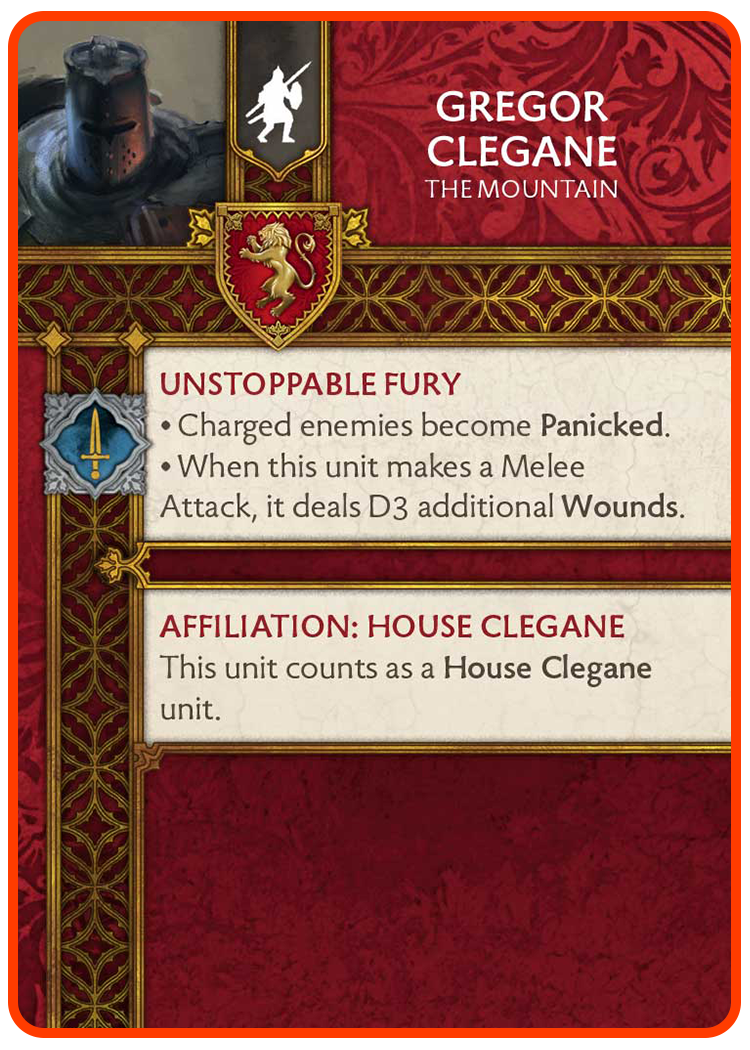 GREGOR
CLEGANE
THE MOUNTAIN
UNSTOPPABLE FURY
• Charged enemies become Panicked.
• When this unit makes a Melee
Attack, it deals D3 additional Wounds.
AFFILIATION: HOUSE CLEGANE
This unit counts as a House Clegane
unit.